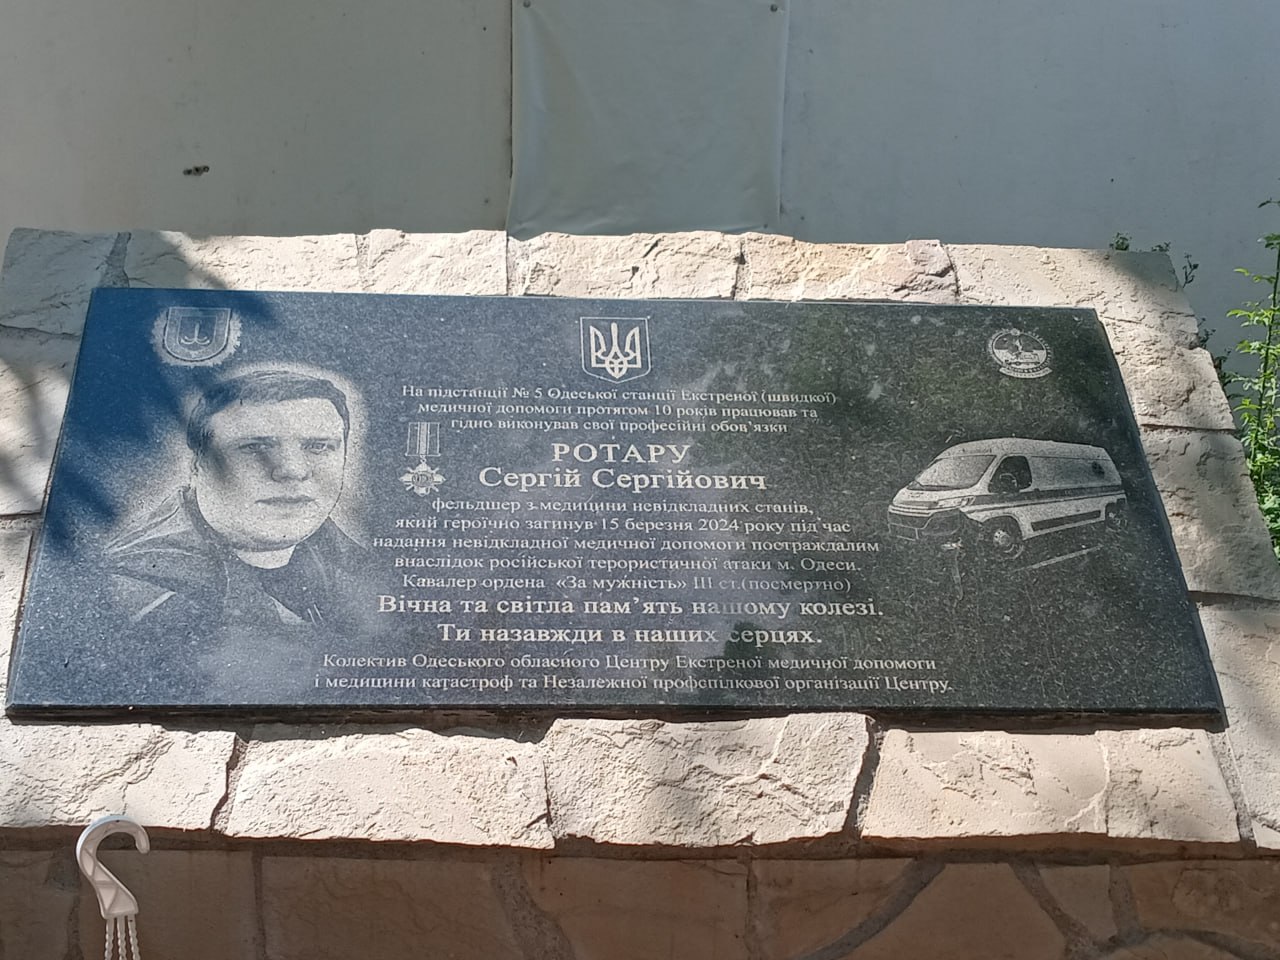 На підстанції № 5 Одеської станції Екстреної (швидкої)
медичної допомоги протягом 10 років працював та
гідно виконував свої професійні обов'язки
РОТАРУ
Сергій Сергійович
фельдшер з медицини невідкладних станів,
який героїчно загинув 15 березня 2024 року під час
надання невідкладної медичної допомоги постраждалим
внаслідок російської терористичної атаки м. Одеси.
Кавалер ордена «За мужність» III ст.(посмертно)
Вічна та світла пам'ять нашому колезі.
Ти назавжди в наших серцях.
Колектив Одеського обласного Центру Екстреної медичної допомоги
і медицини катастроф та Незалежної профспілкової організації Центру.